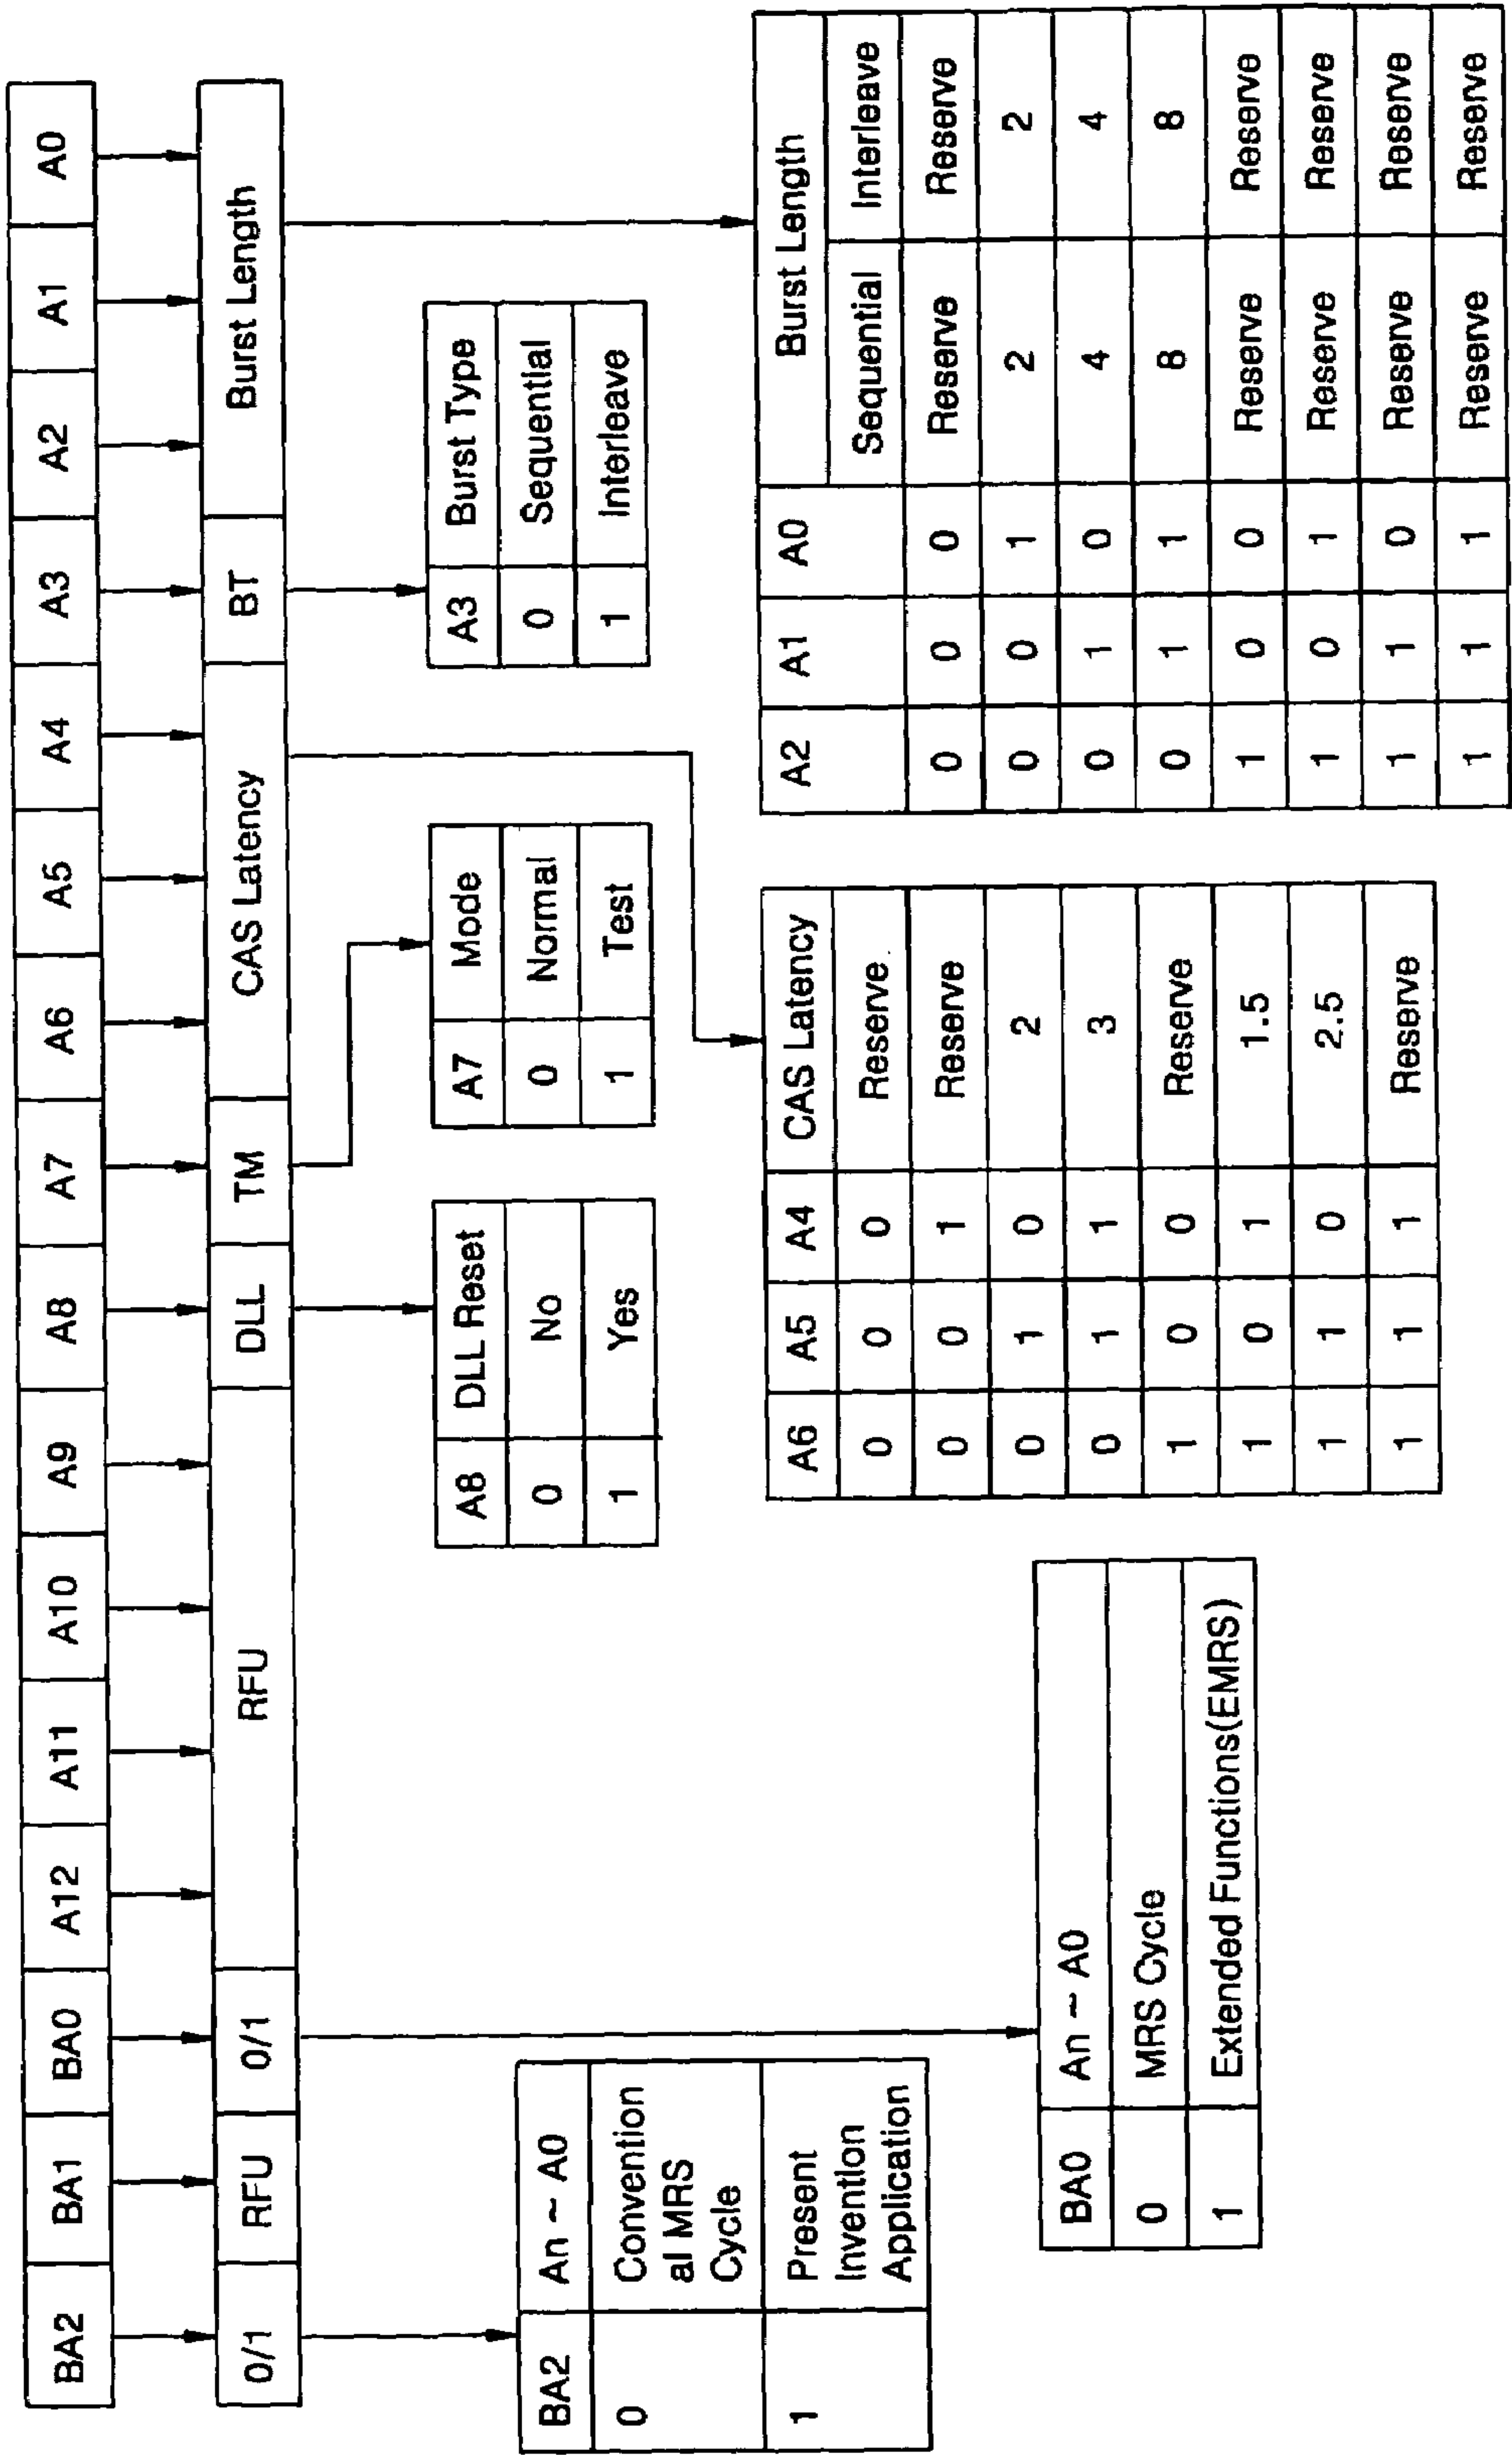 BA2 BA1 BA0 A12 A11 A10 A9 A8 A7 A6 A5 A4 A3 A2 A1 A0
0/1 RFU 0/1 RFU DLL TM CAS Latency BT Burst Length
BA2 An ~ A0
0 Convention
al MRS
Cycle
1 Present
Invention
Application
A8 DLL Reset
0 No
1 Yes
A7 Mode
0 Normal
1 Test
A3 Burst Type
0 Sequential
1 Interleave
BA0 An ~ A0
0 MRS Cycle
1 Extended Functions(EMRS)
A6 A5 A4 CAS Latency
0 0 0 Reserve
0 0 1 Reserve
0 1 0 2
0 1 1 3
1 0 0 Reserve
1 0 1 1.5
1 1 0 2.5
1 1 1 Reserve
A2 A1 A0 Burst Length
Sequential Interleave
0 0 0 Reserve Reserve
0 0 1 2 2
0 1 0 4 4
0 1 1 8 8
1 0 0 Reserve Reserve
1 0 1 Reserve Reserve
1 1 0 Reserve Reserve
1 1 1 Reserve Reserve